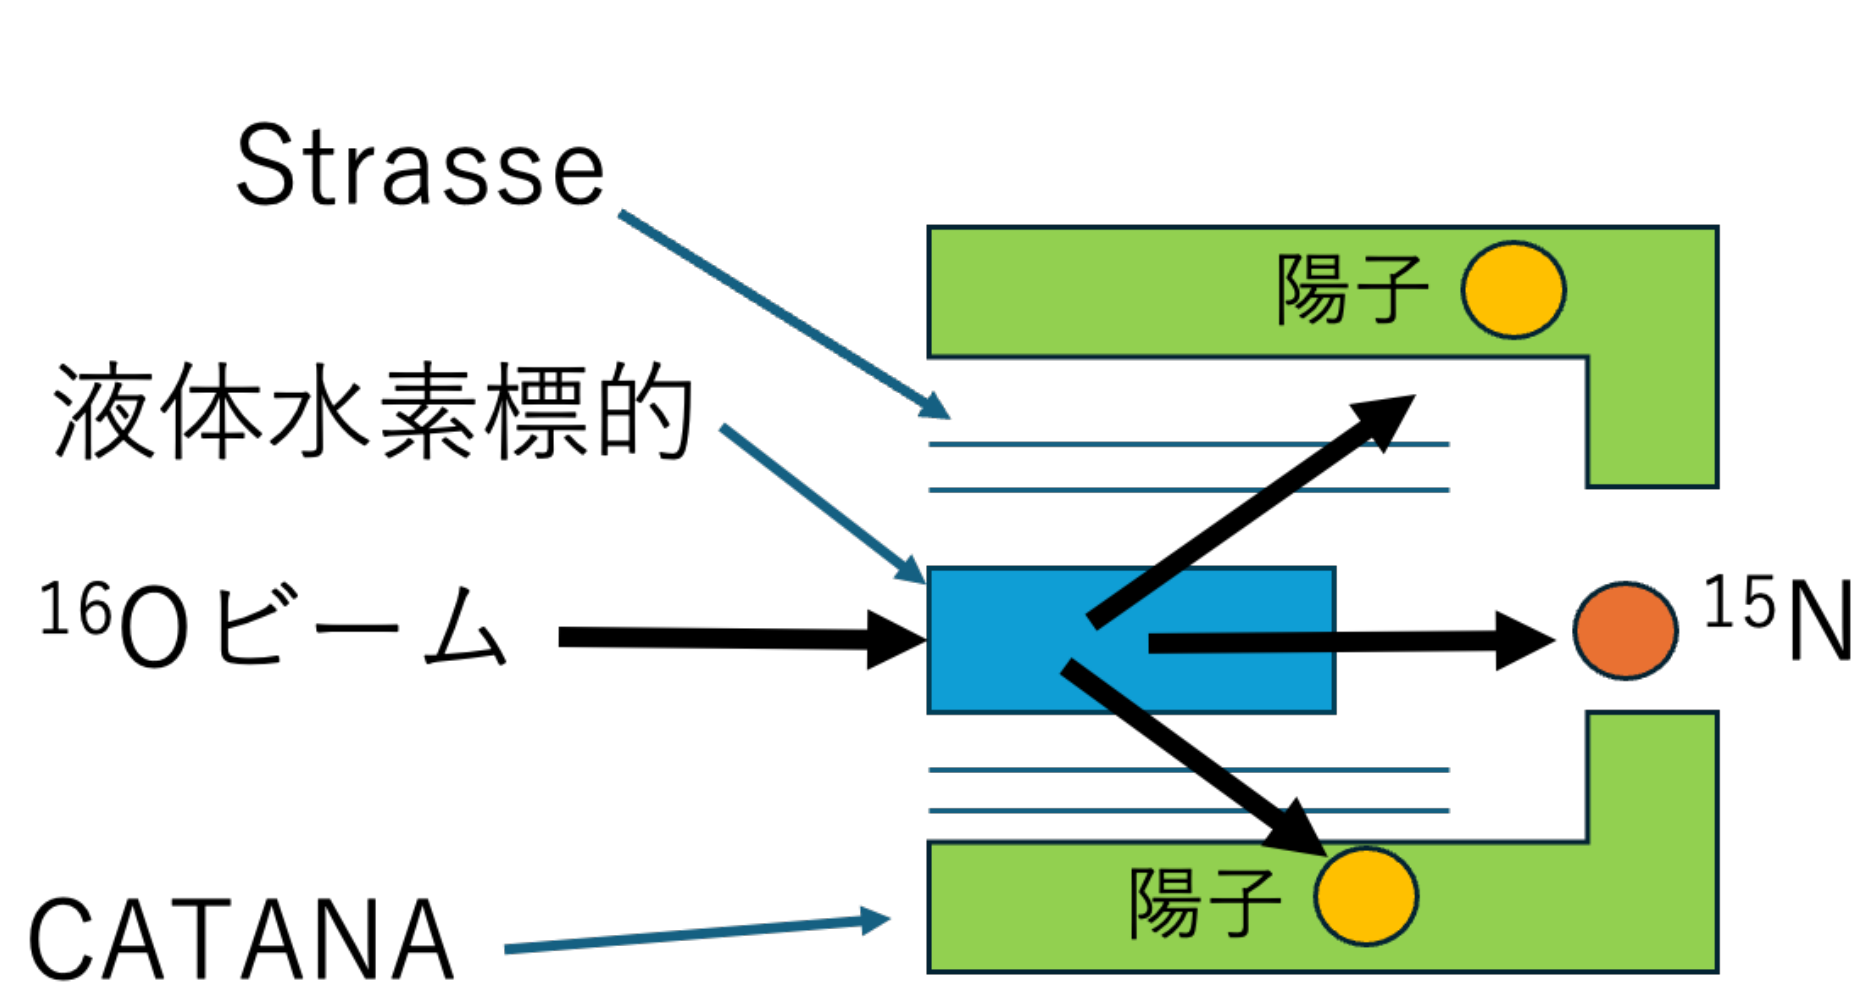 Strasse
陽子
液体水素標的
¹⁶Oビーム
¹⁵N
陽子
CATANA